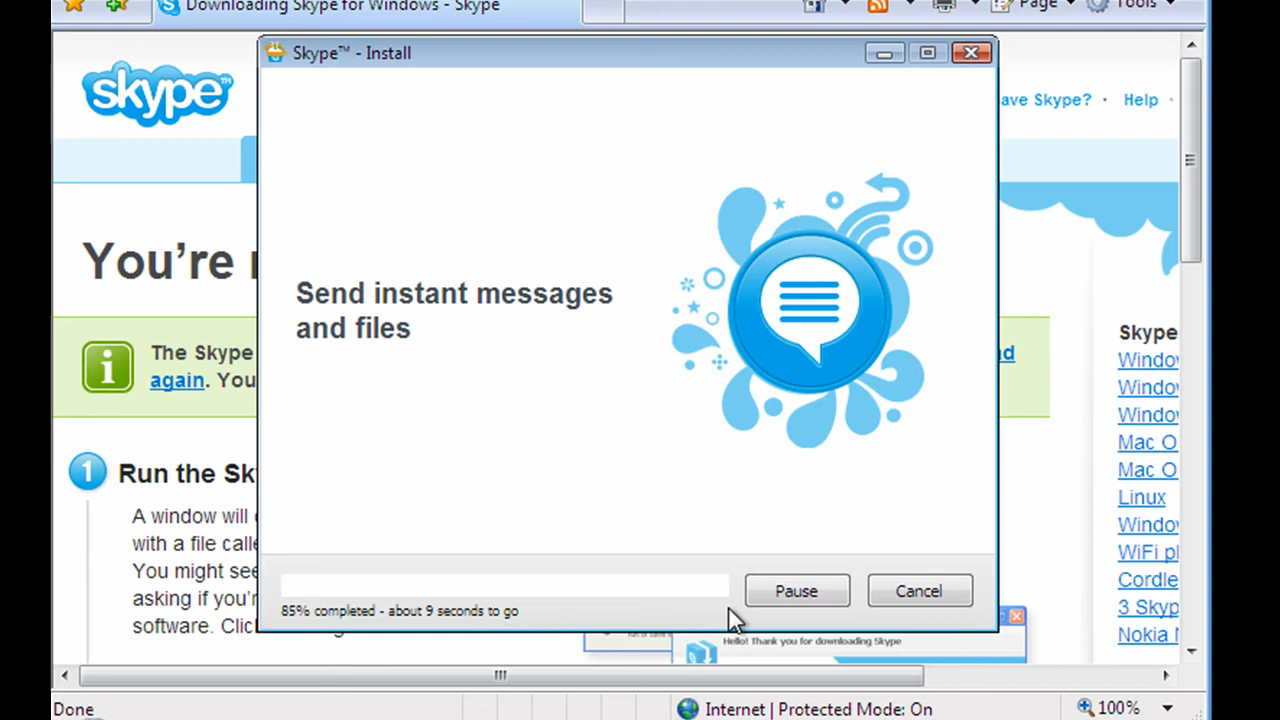 Downloading Skype for Windows - Skype
Page
Tools
Skype™ - Install
skype™
ave Skype? · Help ·
You're
Send instant messages
and files
The Skype
again. You
nd
Skype
Window
Window
Window
Mac O
Mac O
Linux
Window
WiFi pl
Cordle
3 Skyp
Nokia N
1 Run the Sk
A window will
with a file calle
You might see
asking if you'r
software. Clic
Pause
Cancel
85% completed - about 9 seconds to go
Hello! Thank you for downloading Skype
Done
Internet | Protected Mode: On
100%